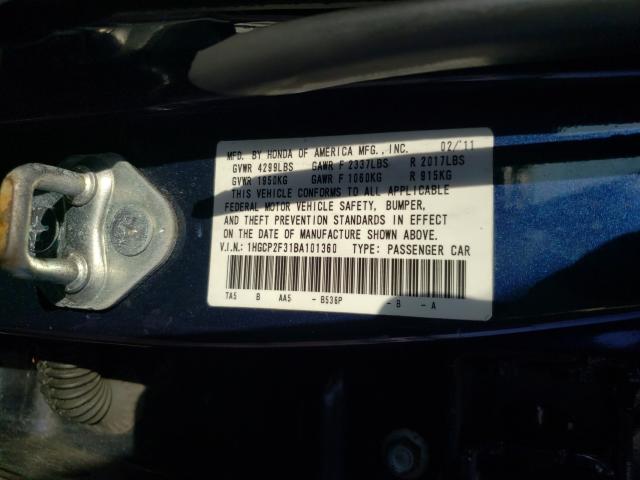 MFD. BY HONDA OF AMERICA MFG., INC. 02/'11
GVWR 4299LBS GAWR F 2337LBS R 2017LBS
GVWR 1950KG GAWR F 1060KG R 915KG
THIS VEHICLE CONFORMS TO ALL APPLICABLE
FEDERAL MOTOR VEHICLE SAFETY, BUMPER,
AND THEFT PREVENTION STANDARDS IN EFFECT
ON THE DATE OF MANUFACTURE SHOWN ABOVE.
V.I.N.: 1HGCP2F31BA101360 TYPE: PASSENGER CAR
TA5 B AA5 - B536P - B - A